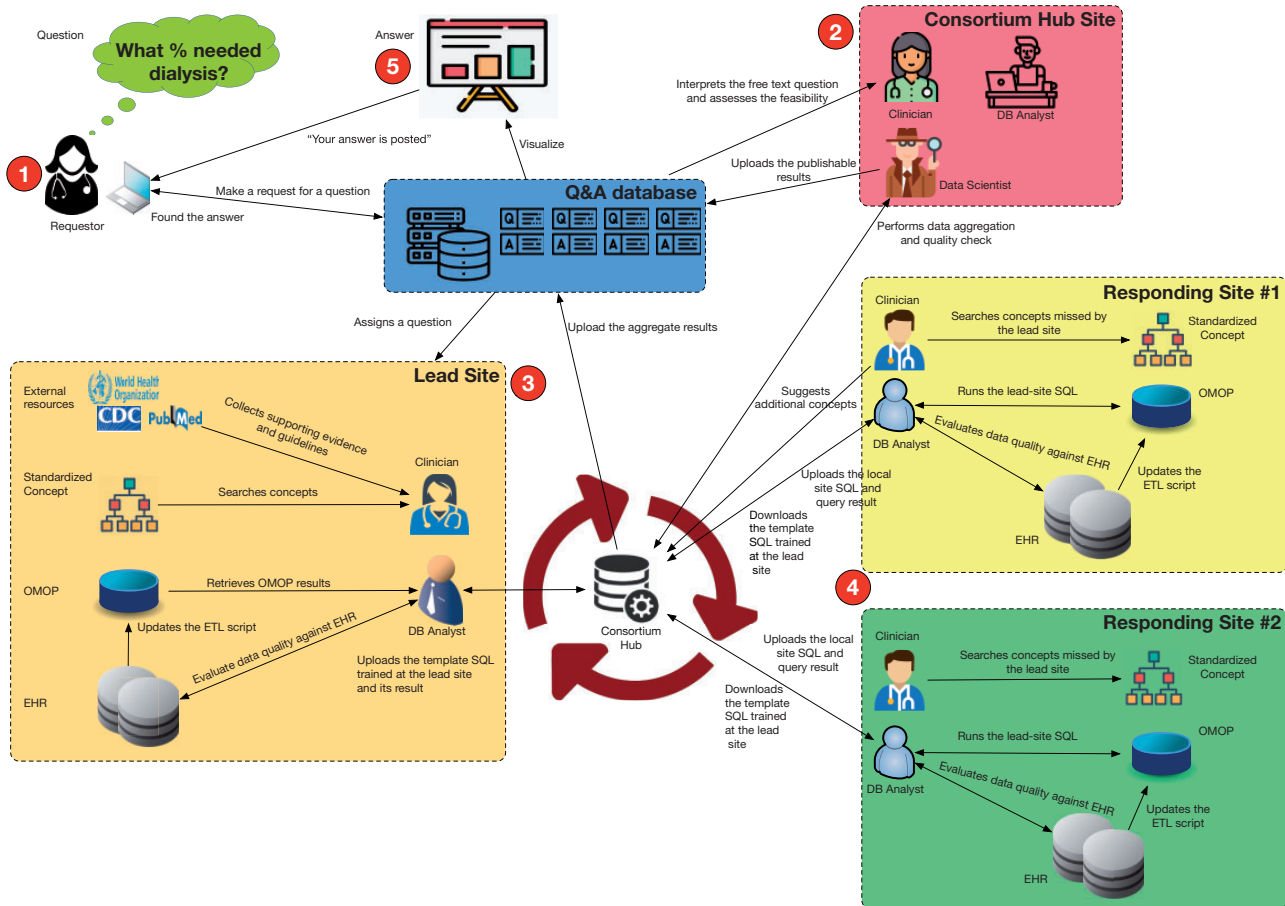 Question
What % needed
dialysis?
1
Requestor
Answer
5
"Your answer is posted"
Visualize
Make a request for a question
Found the answer
Q&A database
Q
Q
Q
Q
A
A
A
A
2
Consortium Hub Site
Clinician
DB Analyst
Data Scientist
Interprets the free text question
and assesses the feasibility
Uploads the publishable
results
Performs data aggregation
and quality check
Assigns a question
Upload the aggregate results
Lead Site
3
External
resources
World Health
Organization
CDC
PubMed
Collects supporting evidence
and guidelines
Clinician
Standardized
Concept
Searches concepts
OMOP
Retrieves OMOP results
DB Analyst
Updates the ETL script
Evaluate data quality against EHR
Uploads the template SQL
trained at the lead site
and its result
EHR
Consortium
Hub
Suggests
additional concepts
Uploads the local
site SQL and
query result
Downloads
the template
SQL trained
at the lead
site
Uploads the local
site SQL and
query result
Downloads
the template
SQL trained
at the lead
site
Responding Site #1
Clinician
Searches concepts missed by
the lead site
Standardized
Concept
Runs the lead-site SQL
OMOP
DB Analyst
Evaluates data quality against EHR
Updates the
ETL script
EHR
4
Responding Site #2
Clinician
Searches concepts missed by
the lead site
Standardized
Concept
Runs the lead-site SQL
OMOP
DB Analyst
Evaluates data quality against EHR
Updates the
ETL script
EHR